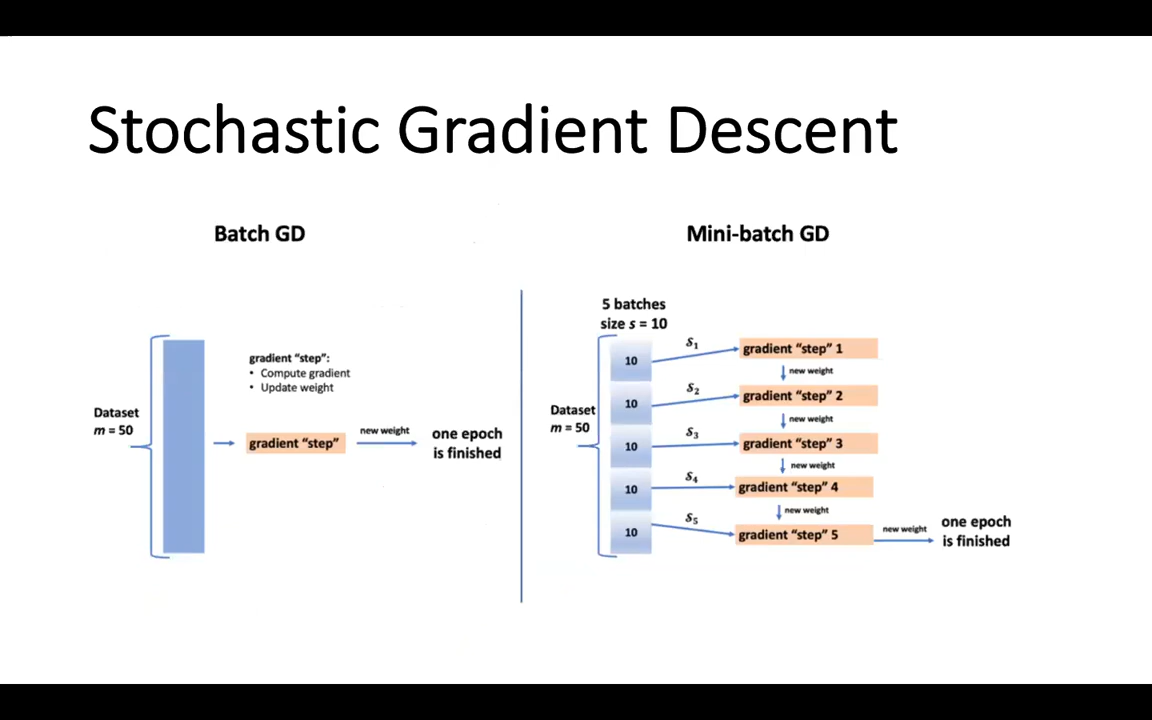 Stochastic Gradient Descent
Batch GD
gradient “step”:
• Compute gradient
• Update weight
Dataset
m = 50
gradient “step”
new weight
one epoch
is finished
Mini-batch GD
5 batches
size s = 10
Dataset
m = 50
10
S₁
gradient “step” 1
new weight
10
S₂
gradient “step” 2
new weight
10
S₃
gradient “step” 3
new weight
10
S₄
gradient “step” 4
new weight
10
S₅
gradient “step” 5
new weight
one epoch
is finished